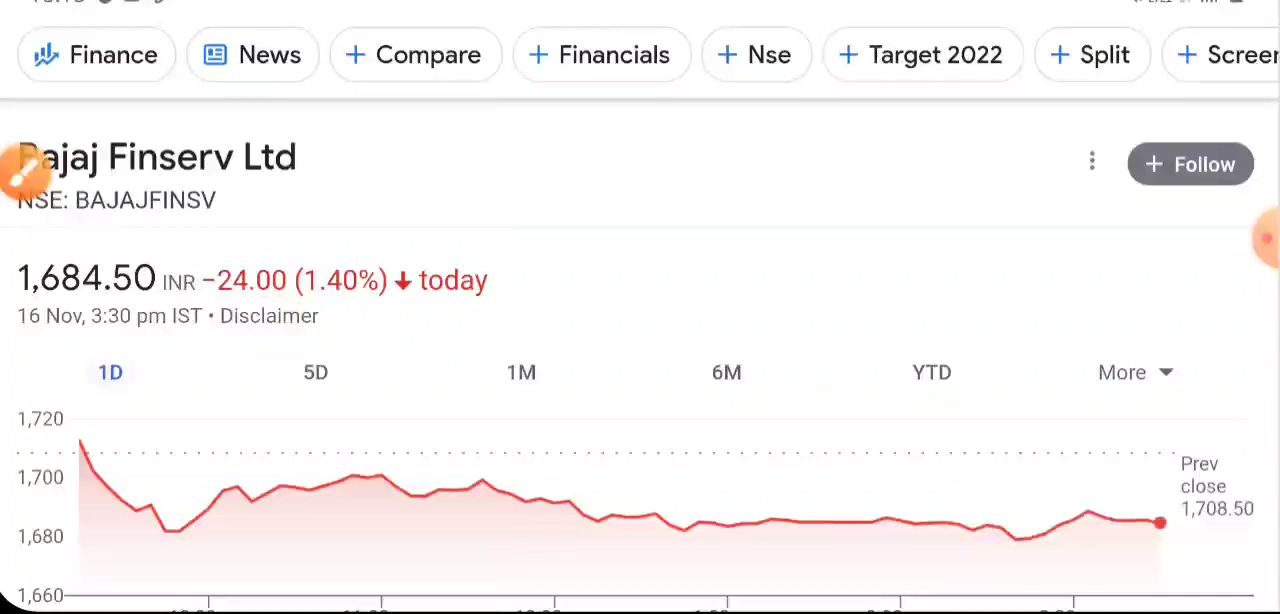 Finance News Compare Financials Nse Target 2022 Split
Bajaj Finserv Ltd
Follow
NSE: BAJAJFINSV
1,684.50 INR −24.00 (1.40%) ↓ today
16 Nov, 3:30 pm IST • Disclaimer
1D 5D 1M 6M YTD More
1,720
1,700
1,680
1,660
Prev
close
1,708.50